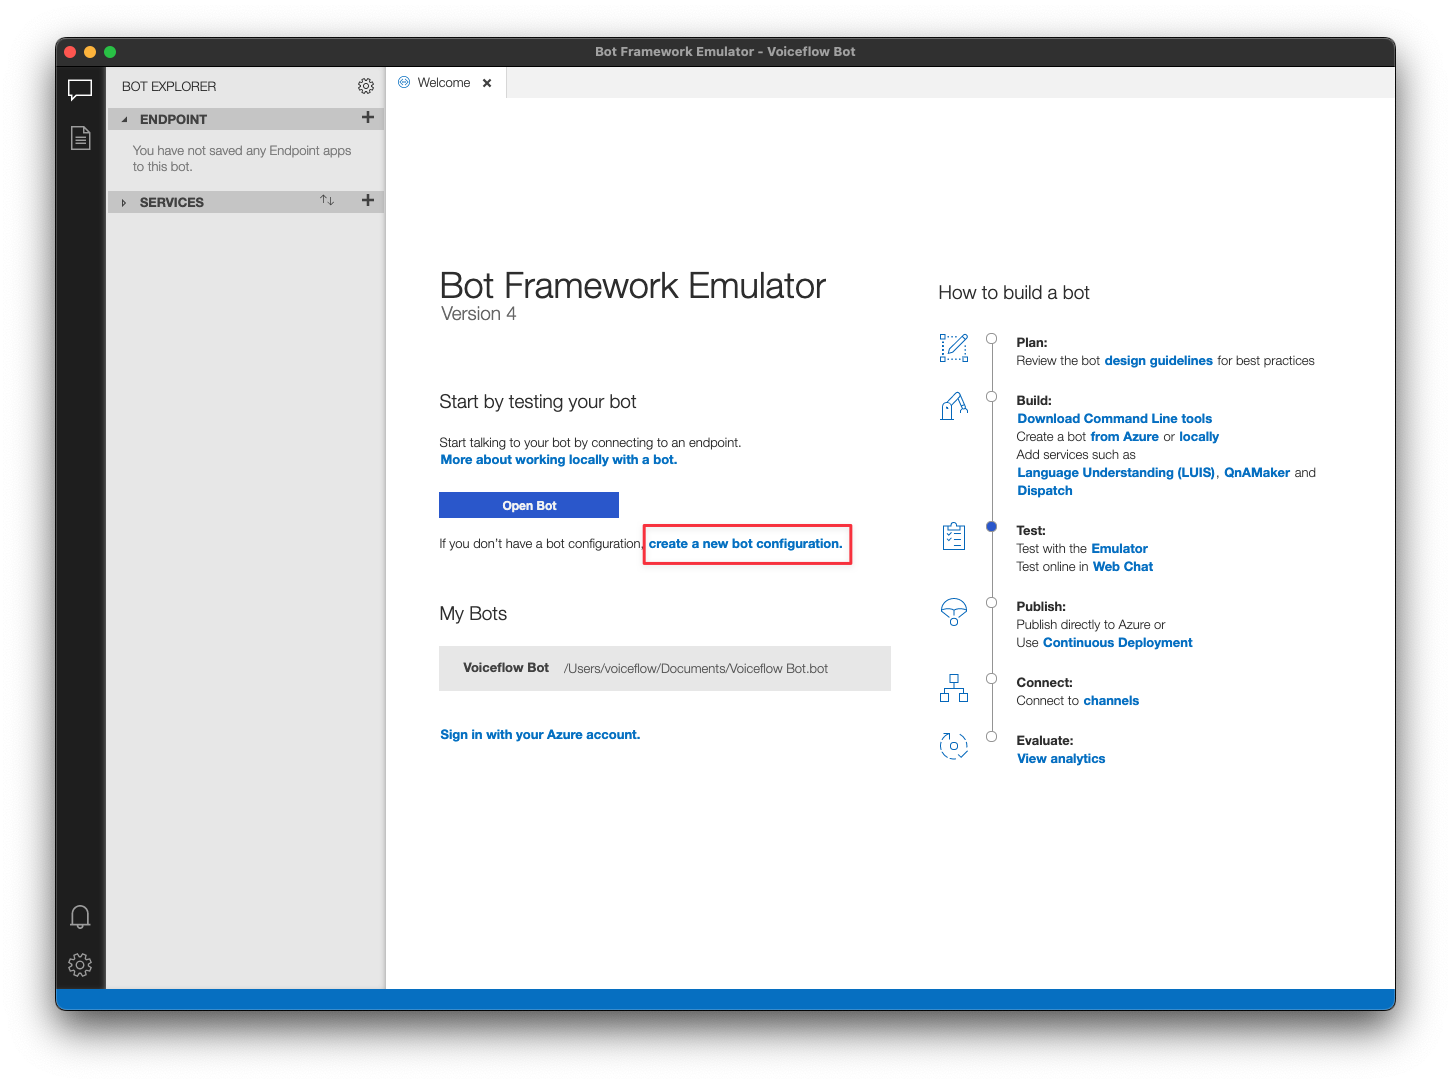 Bot Framework Emulator - Voiceflow Bot
BOT EXPLORER
ENDPOINT
You have not saved any Endpoint apps
to this bot.
SERVICES
Welcome
Bot Framework Emulator
Version 4
Start by testing your bot
Start talking to your bot by connecting to an endpoint.
More about working locally with a bot.
Open Bot
If you don’t have a bot configuration, create a new bot configuration.
My Bots
Voiceflow Bot /Users/voiceflow/Documents/Voiceflow Bot.bot
Sign in with your Azure account.
How to build a bot
Plan:
Review the bot design guidelines for best practices
Build:
Download Command Line tools
Create a bot from Azure or locally
Add services such as
Language Understanding (LUIS), QnAMaker and
Dispatch
Test:
Test with the Emulator
Test online in Web Chat
Publish:
Publish directly to Azure or
Use Continuous Deployment
Connect:
Connect to channels
Evaluate:
View analytics